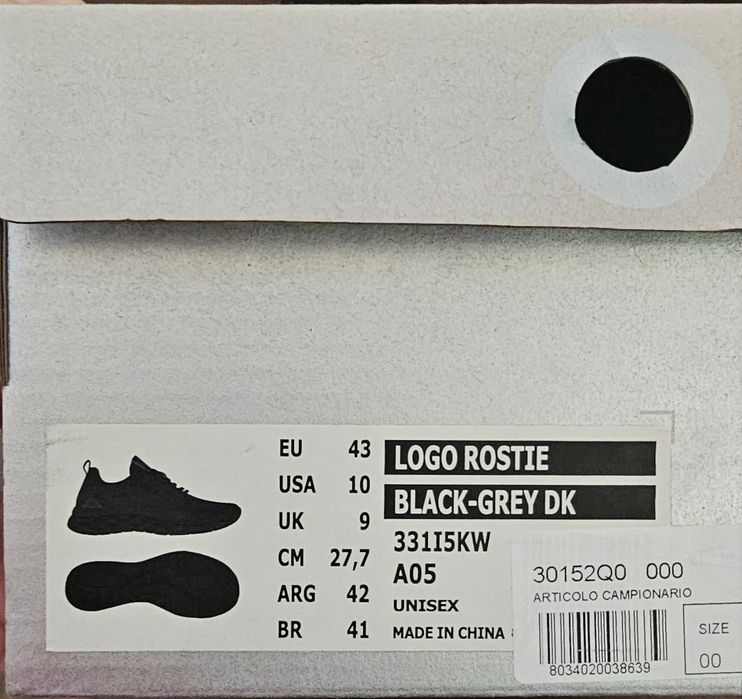 EU 43
USA 10
UK 9
CM 27,7
ARG 42
BR 41
LOGO ROSTIE
BLACK-GREY DK
331I5KW
A05
UNISEX
MADE IN CHINA
30152Q0 000
ARTICOLO CAMPIONARIO
8034020038639
SIZE
00